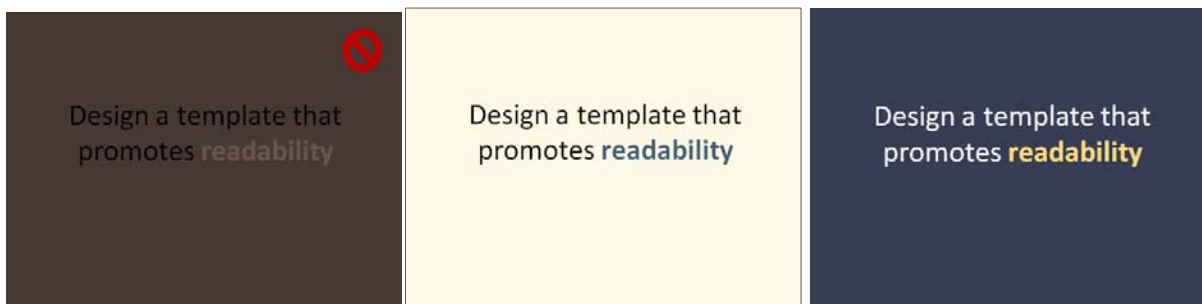 Design a template that
promotes readability
Design a template that
promotes readability
Design a template that
promotes readability